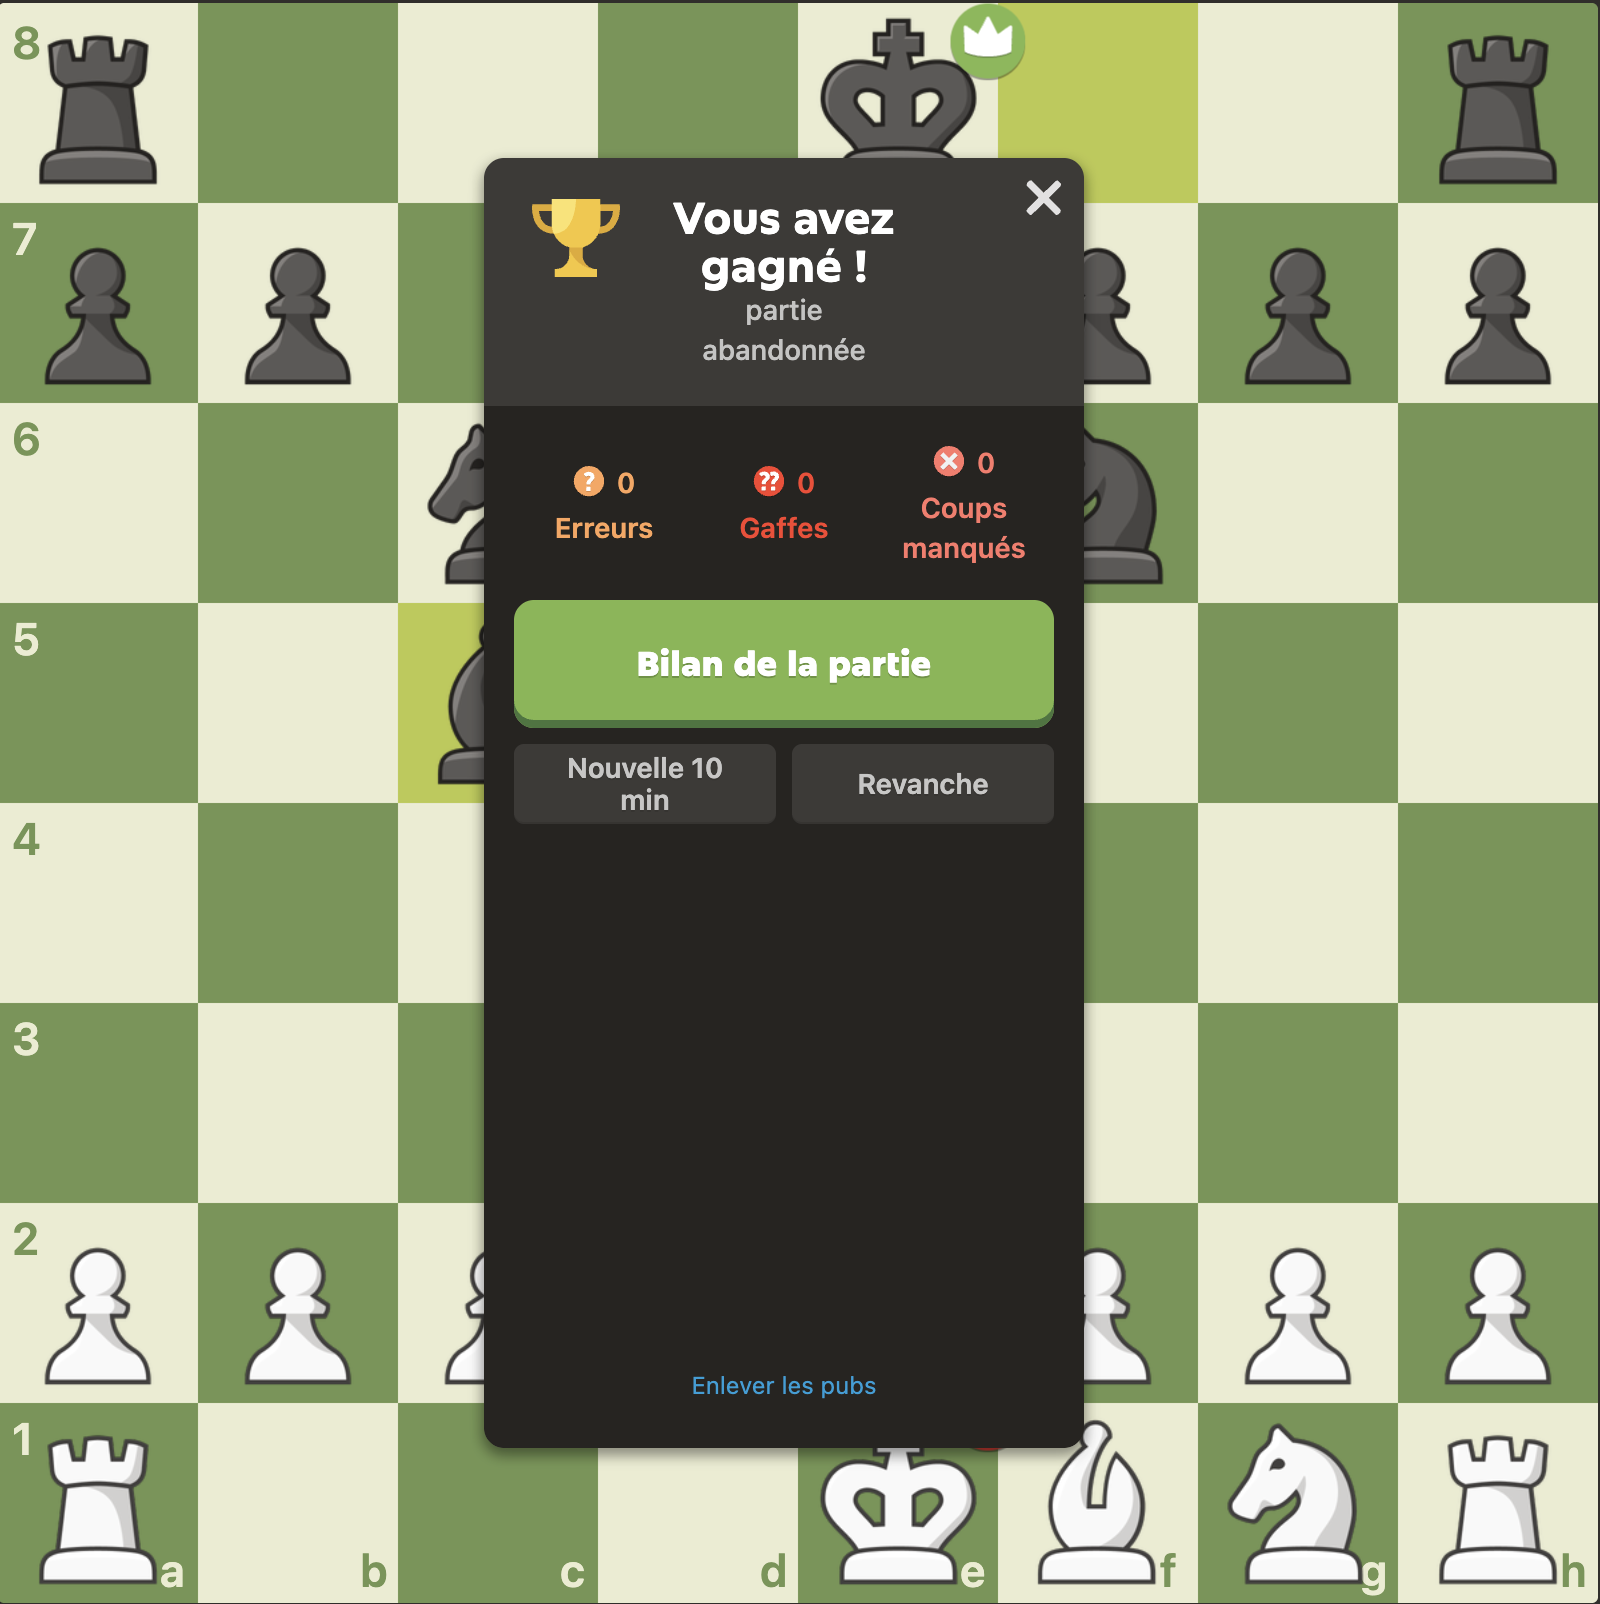 8
Vous avez
gagné !
partie
abandonnée
7
6
? 0
Erreurs
?? 0
Gaffes
0
Coups
manqués
5
Bilan de la partie
Nouvelle 10
min
Revanche
4
3
2
Enlever les pubs
1
a b c d e f g h